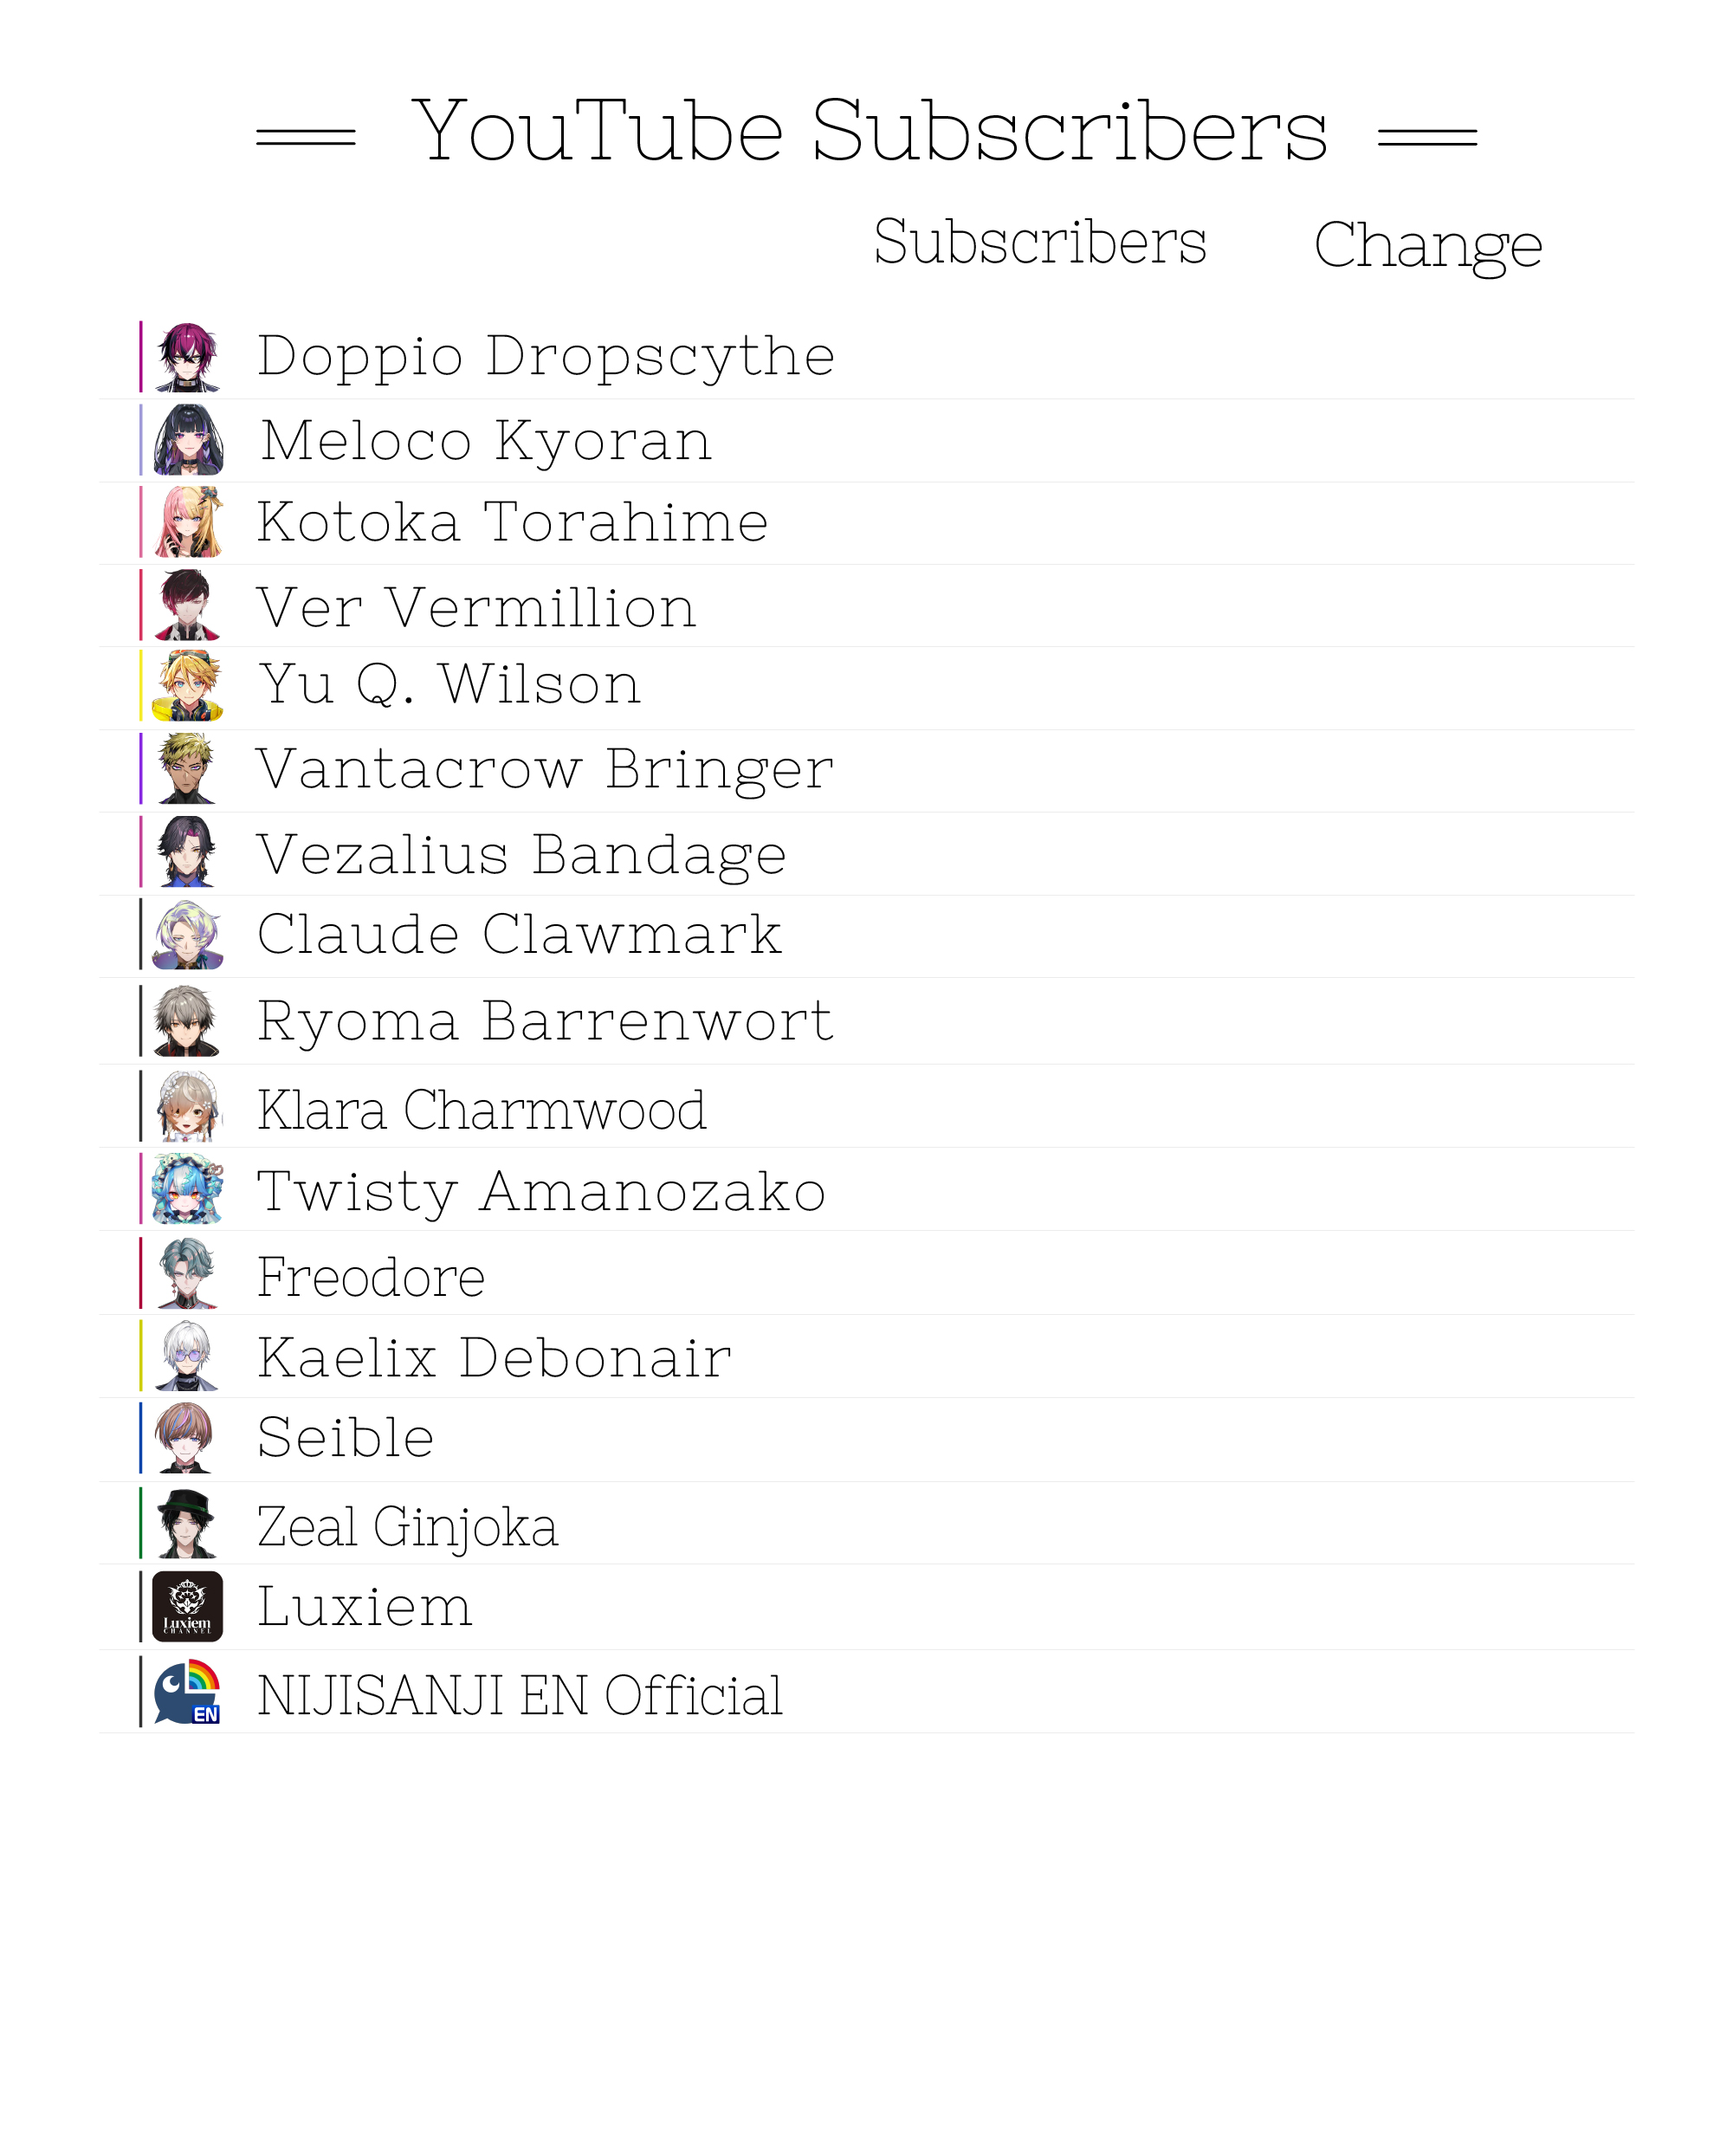 YouTube Subscribers
Subscribers Change
Doppio Dropscythe
Meloco Kyoran
Kotoka Torahime
Ver Vermillion
Yu Q. Wilson
Vantacrow Bringer
Vezalius Bandage
Claude Clawmark
Ryoma Barrenwort
Klara Charmwood
Twisty Amanozako
Freodore
Kaelix Debonair
Seible
Zeal Ginjoka
Luxiem
CHANNEL
Luxiem
EN
NIJISANJI EN Official